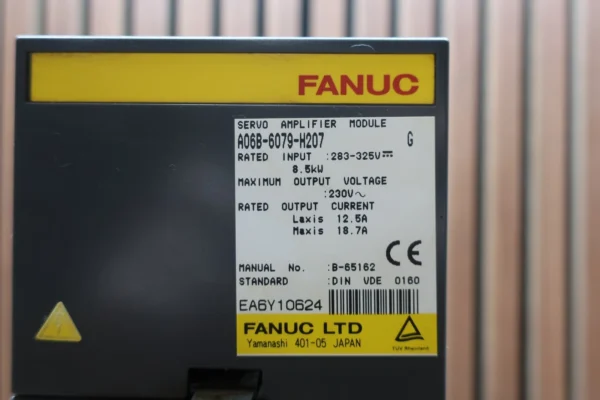 FANUC
SERVO AMPLIFIER MODULE
A06B-6079-H207 G
RATED INPUT :283-325V⎓
8.5kW
MAXIMUM OUTPUT VOLTAGE
:230V～
RATED OUTPUT CURRENT
Laxis 12.5A
Maxis 18.7A
CE
MANUAL No. :B-65162
STANDARD :DIN VDE 0160
EA6Y10624
FANUC LTD
Yamanashi 401-05 JAPAN
TÜV Rheinland